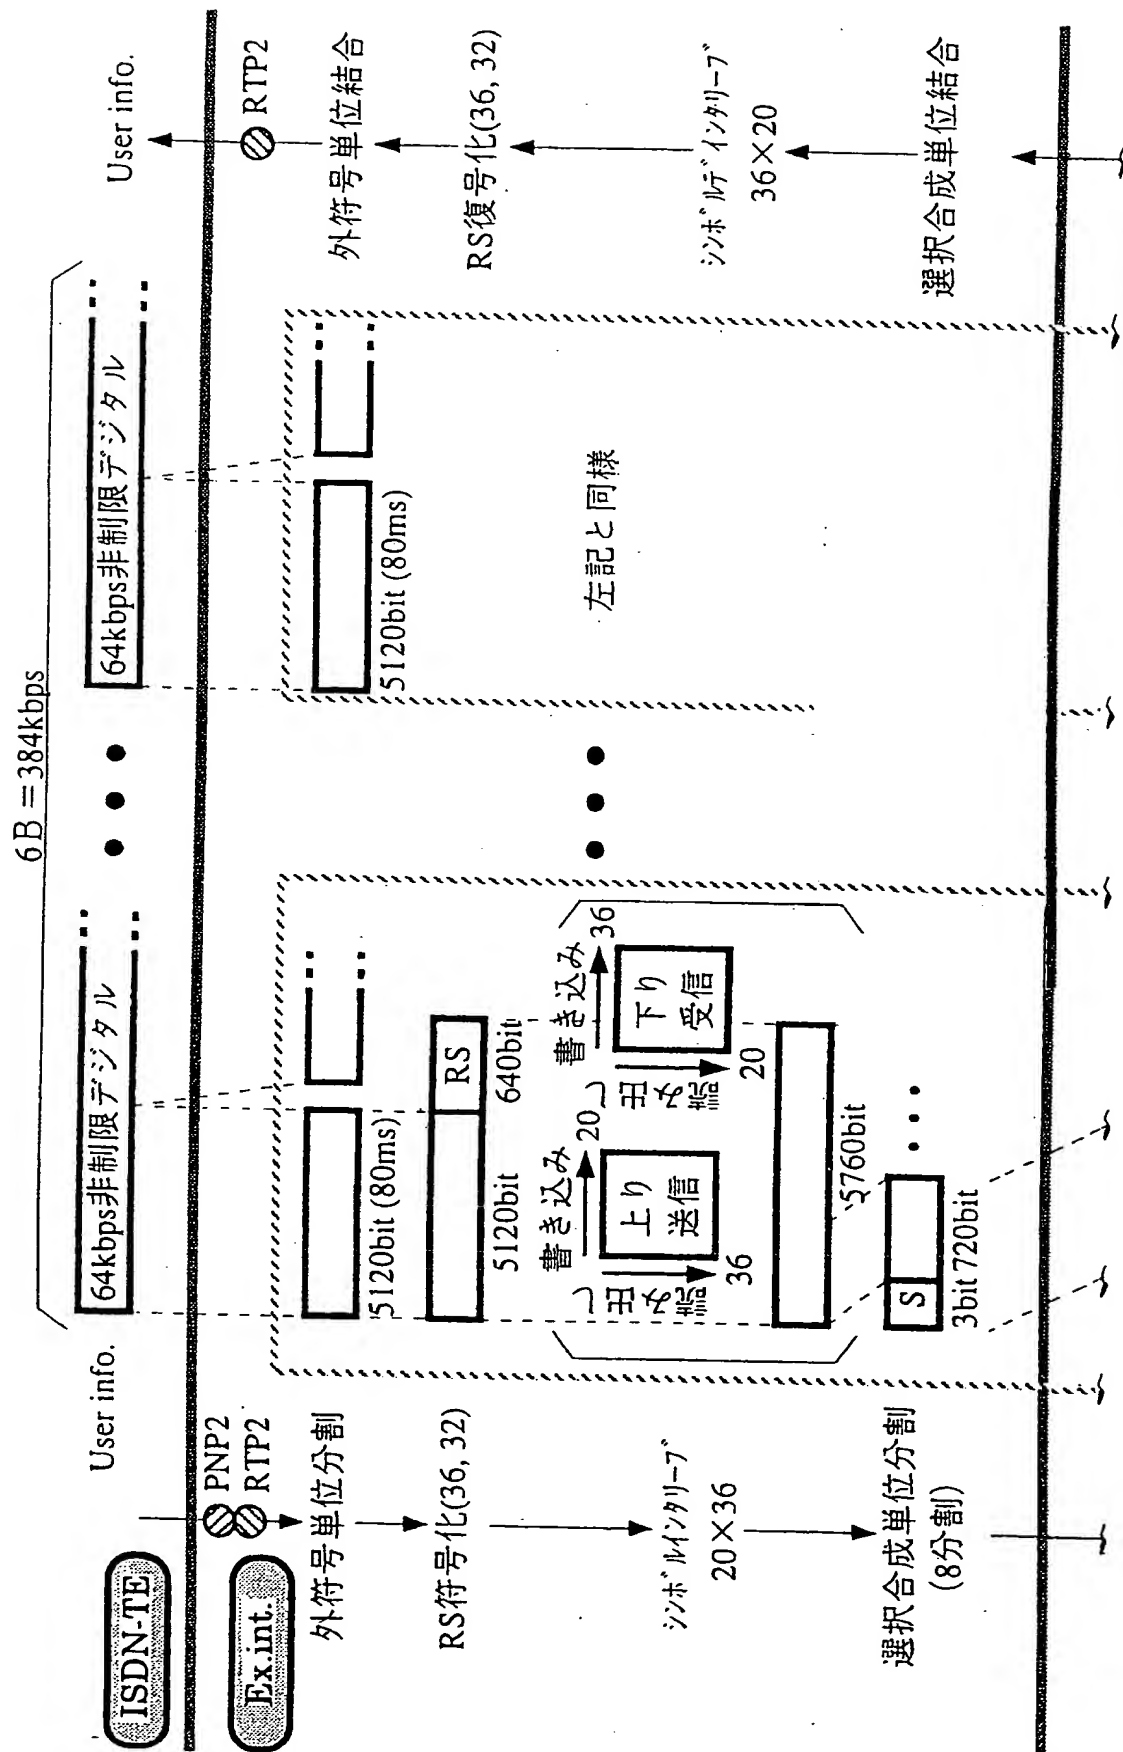 6B＝384kbps
User info.
64kbps非制限デジタル
64kbps非制限デジタル
User info.
ISDN-TE
PNP2
RTP2
RTP2
Ex.int.
外符号単位分割
5120bit (80ms)
5120bit (80ms)
外符号単位結合
RS符号化(36, 32)
RS
5120bit
640bit
RS復号化(36, 32)
書き込み
20
読み出し
上り
送信
36
書き込み
36
読み出し
下り
受信
20
左記と同様
ｼﾝﾎﾞﾙｲﾝﾀﾘｰﾌﾞ
20×36
ｼﾝﾎﾞﾙﾃﾞｲﾝﾀﾘｰﾌﾞ
36×20
5760bit
選択合成単位分割
(8分割)
S
3bit
720bit
選択合成単位結合